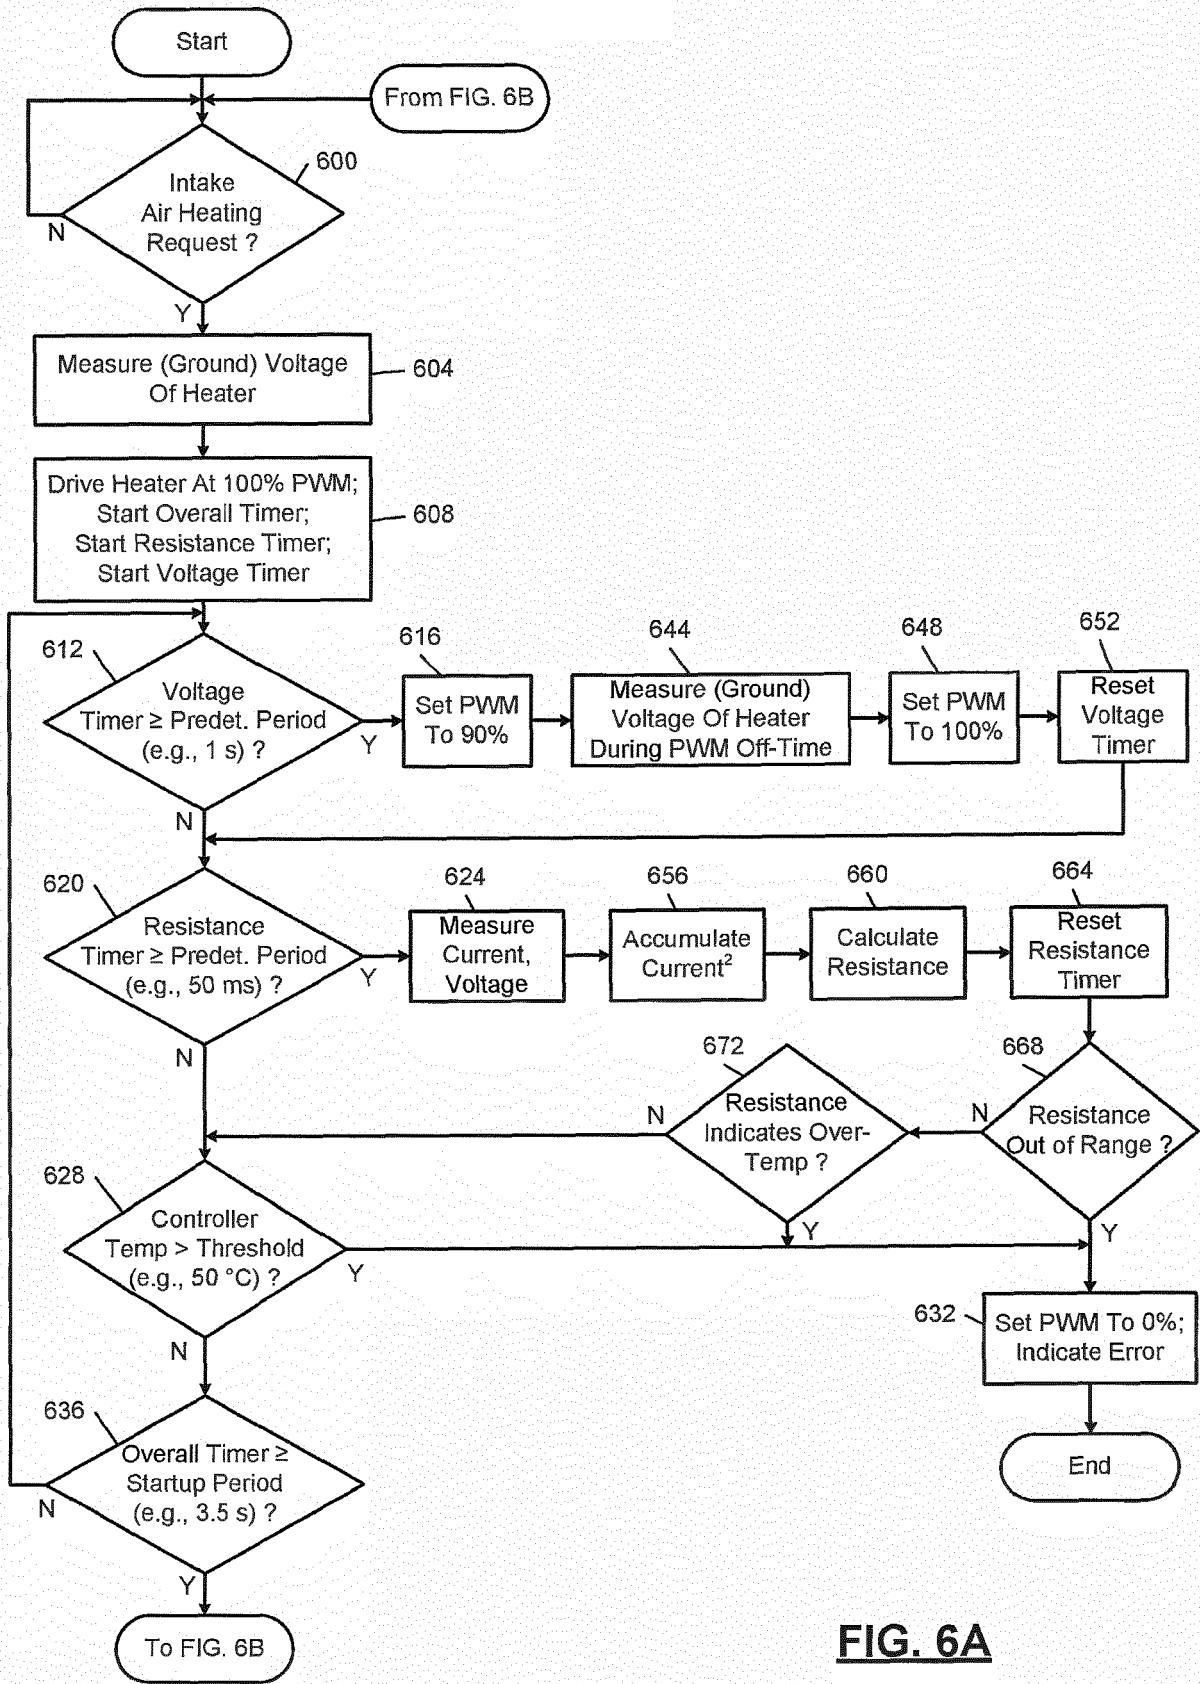 Start
From FIG. 6B
600
Intake
Air Heating
Request ?
N
Y
Measure (Ground) Voltage
Of Heater
604
Drive Heater At 100% PWM;
Start Overall Timer;
Start Resistance Timer;
Start Voltage Timer
608
612
Voltage
Timer ≥ Predet. Period
(e.g., 1 s) ?
Y
N
616
Set PWM
To 90%
644
Measure (Ground)
Voltage Of Heater
During PWM Off-Time
648
Set PWM
To 100%
652
Reset
Voltage
Timer
620
Resistance
Timer ≥ Predet. Period
(e.g., 50 ms) ?
Y
N
624
Measure
Current,
Voltage
656
Accumulate
Current²
660
Calculate
Resistance
664
Reset
Resistance
Timer
668
Resistance
Out of Range ?
N
Y
672
Resistance
Indicates Over-
Temp ?
N
Y
628
Controller
Temp > Threshold
(e.g., 50 °C) ?
Y
N
632
Set PWM To 0%;
Indicate Error
End
636
Overall Timer ≥
Startup Period
(e.g., 3.5 s) ?
N
Y
To FIG. 6B
FIG. 6A